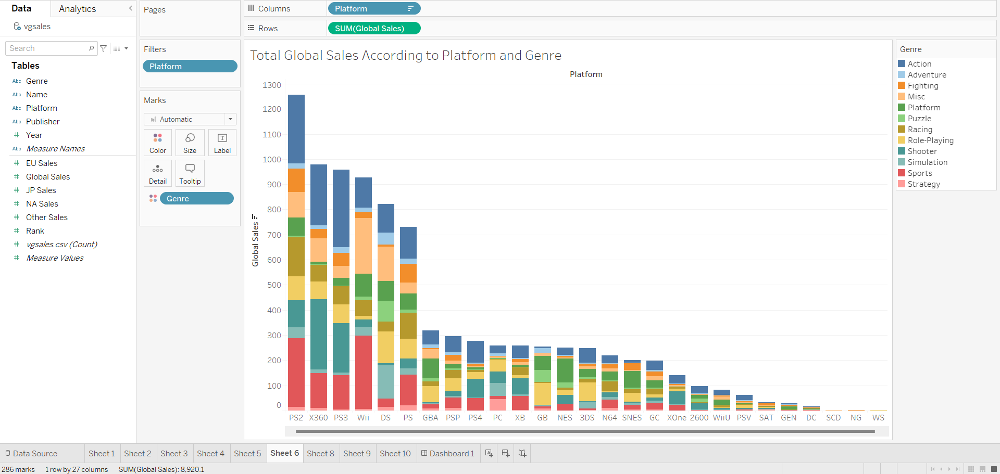 Data
Analytics
vgsales
Search
Tables
Abc Genre
Abc Name
Abc Platform
Abc Publisher
# Year
Abc Measure Names
# EU Sales
# Global Sales
# JP Sales
# NA Sales
# Other Sales
# Rank
# vgsales.csv (Count)
# Measure Values
Pages
Filters
Platform
Marks
Automatic
Color Size Label
Detail Tooltip
Genre
Columns Platform
Rows SUM(Global Sales)
Total Global Sales According to Platform and Genre
Platform
Global Sales
1300
1200
1100
1000
900
800
700
600
500
400
300
200
100
0
PS2 X360 PS3 Wii DS PS GBA PSP PS4 PC XB GB NES 3DS N64 SNES GC XOne 2600 WiiU PSV SAT GEN DC SCD NG WS
Genre
Action
Adventure
Fighting
Misc
Platform
Puzzle
Racing
Role-Playing
Shooter
Simulation
Sports
Strategy
Data Source Sheet 1 Sheet 2 Sheet 3 Sheet 4 Sheet 5 Sheet 6 Sheet 8 Sheet 9 Sheet 10 Dashboard 1
286 marks 1 row by 27 columns SUM(Global Sales): 8,920.1